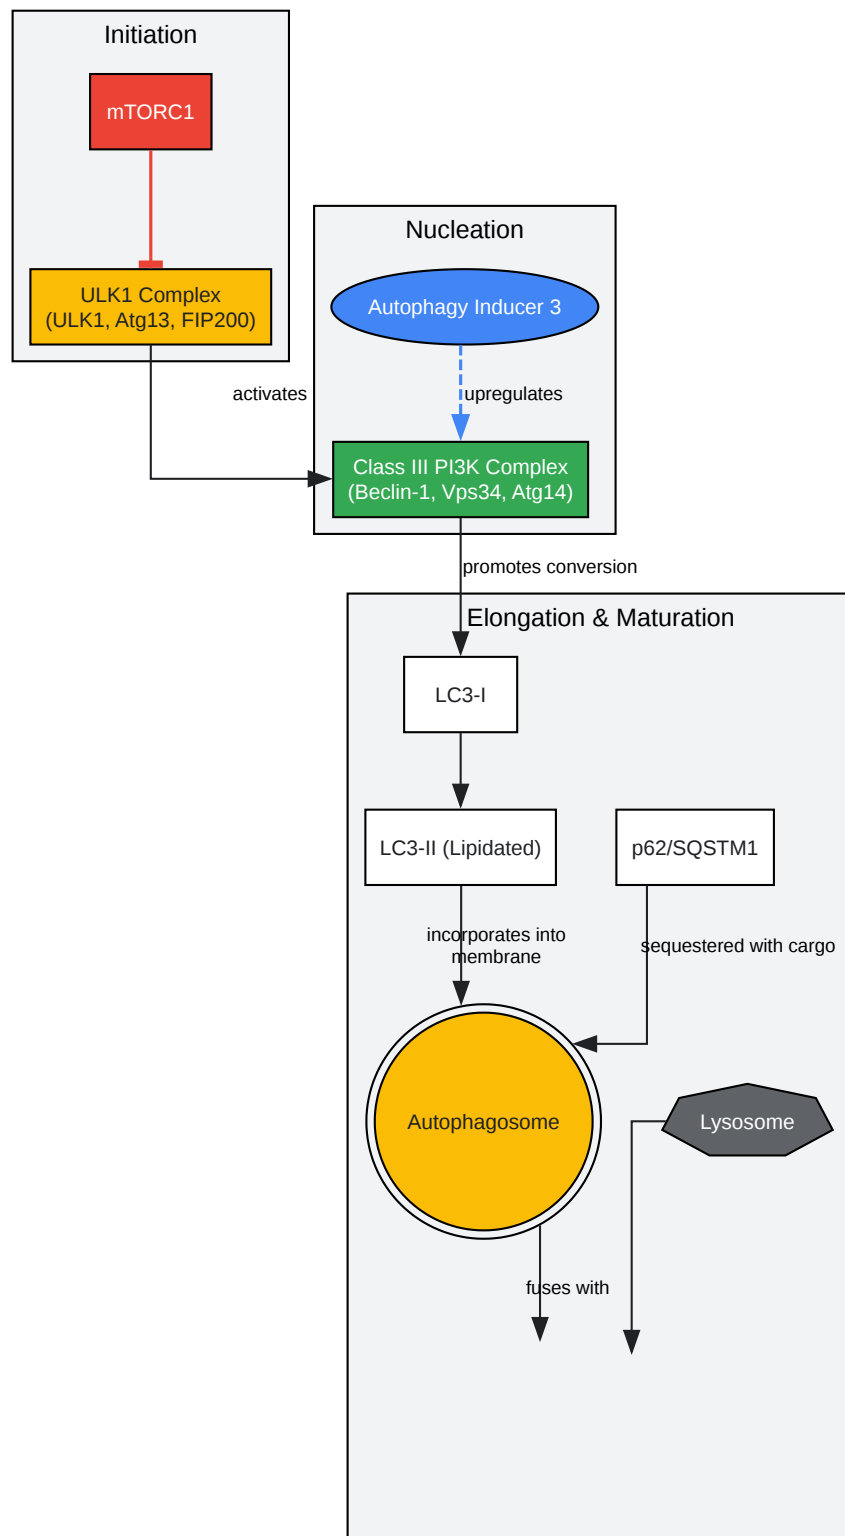 Initiation
mTORC1
ULK1 Complex
(ULK1, Atg13, FIP200)
activates
Nucleation
Autophagy Inducer 3
upregulates
Class III PI3K Complex
(Beclin-1, Vps34, Atg14)
promotes conversion
Elongation & Maturation
LC3-I
LC3-II (Lipidated)
p62/SQSTM1
incorporates into
membrane
sequestered with cargo
Autophagosome
Lysosome
fuses with